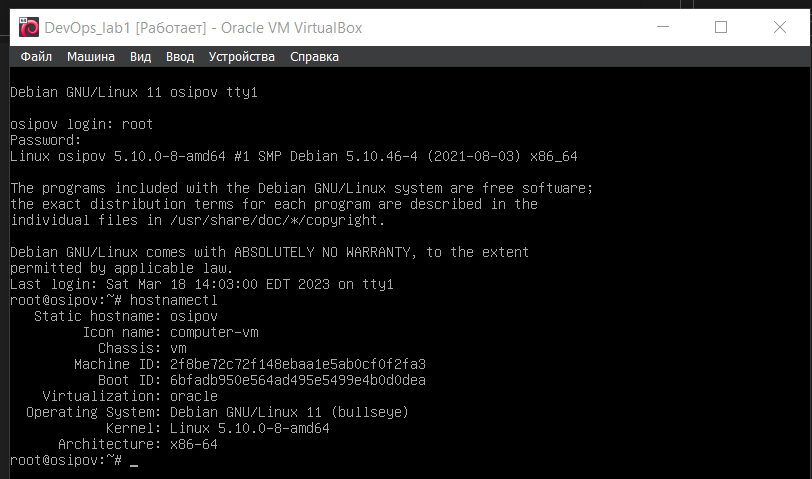 DevOps_lab1 [Работает] - Oracle VM VirtualBox
Файл Машина Вид Ввод Устройства Справка
Debian GNU/Linux 11 osipov tty1
osipov login: root
Password:
Linux osipov 5.10.0-8-amd64 #1 SMP Debian 5.10.46-4 (2021-08-03) x86_64
The programs included with the Debian GNU/Linux system are free software;
the exact distribution terms for each program are described in the
individual files in /usr/share/doc/*/copyright.
Debian GNU/Linux comes with ABSOLUTELY NO WARRANTY, to the extent
permitted by applicable law.
Last login: Sat Mar 18 14:03:00 EDT 2023 on tty1
root@osipov:~# hostnamectl
Static hostname: osipov
Icon name: computer-vm
Chassis: vm
Machine ID: 2f8be72c72f148ebaa1e5ab0cf0f2fa3
Boot ID: 6bfadb950e564ad495e5499e4b0d0dea
Virtualization: oracle
Operating System: Debian GNU/Linux 11 (bullseye)
Kernel: Linux 5.10.0-8-amd64
Architecture: x86-64
root@osipov:~# _